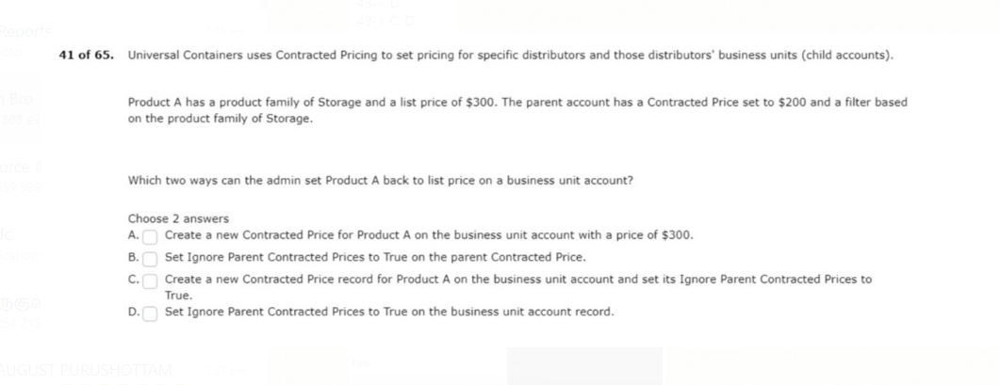 Reports
41 of 65. Universal Containers uses Contracted Pricing to set pricing for specific distributors and those distributors' business units (child accounts).
Product A has a product family of Storage and a list price of $300. The parent account has a Contracted Price set to $200 and a filter based
on the product family of Storage.
Which two ways can the admin set Product A back to list price on a business unit account?
Choose 2 answers
A. Create a new Contracted Price for Product A on the business unit account with a price of $300.
B. Set Ignore Parent Contracted Prices to True on the parent Contracted Price.
C. Create a new Contracted Price record for Product A on the business unit account and set its Ignore Parent Contracted Prices to
True.
D. Set Ignore Parent Contracted Prices to True on the business unit account record.
AUGUST PURUSHOTTAM